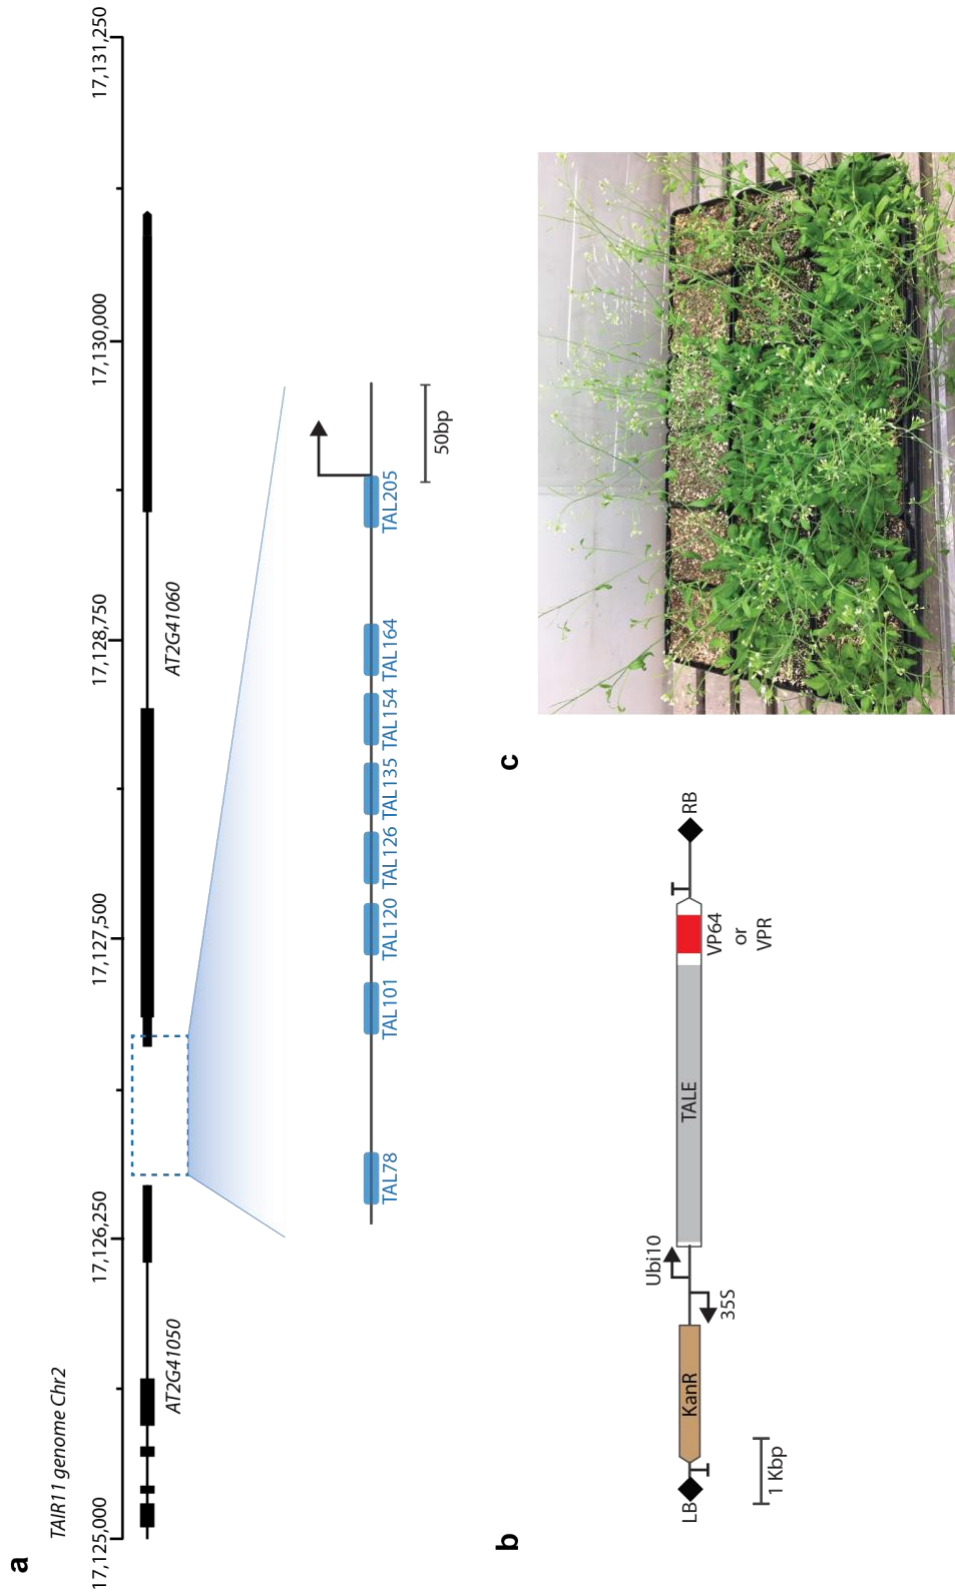 a
TAIR11 genome Chr2
17,125,000
17,126,250
17,127,500
17,128,750
17,130,000
17,131,250
AT2G41050
AT2G41060
TAL78
TAL101
TAL120
TAL126
TAL135
TAL154
TAL164
TAL205
50bp
b
LB
KanR
35S
Ubi10
TALE
VP64
or
VPR
RB
1 Kbp
c